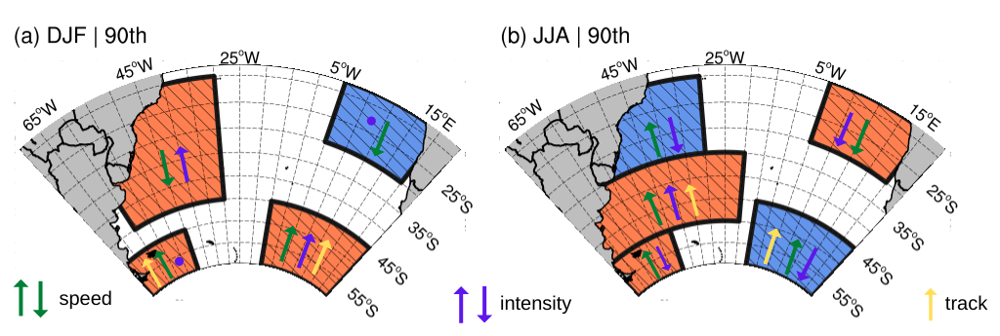 (a) DJF | 90th
(b) JJA | 90th
65°W
45°W
25°W
5°W
15°E
25°S
35°S
45°S
55°S
65°W
45°W
25°W
5°W
15°E
25°S
35°S
45°S
55°S
speed
intensity
track